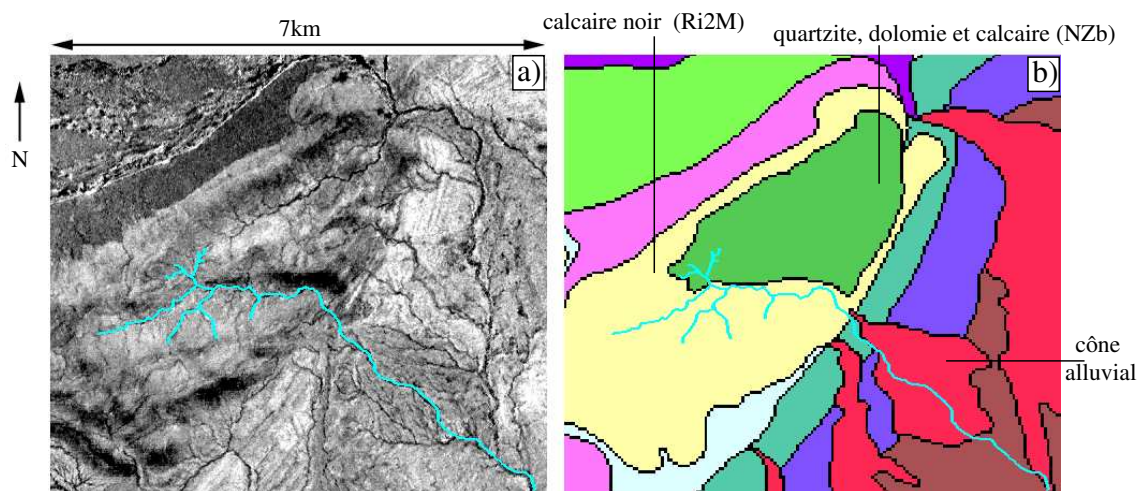 calcaire noir (Ri2M)
quartzite, dolomie et calcaire (NZb)
7km
a)
b)
N
cône
alluvial